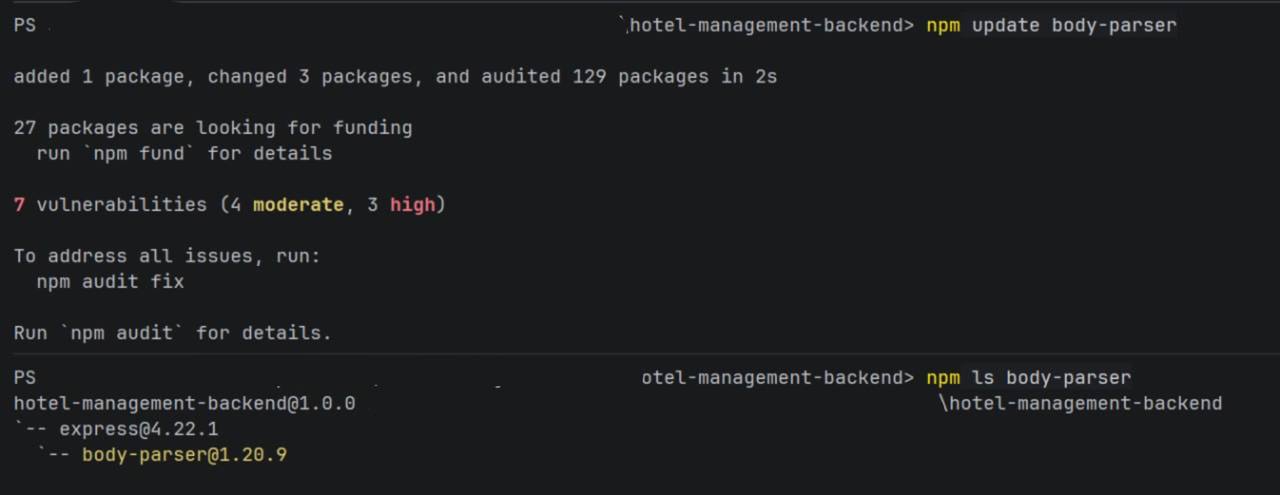 PS \hotel-management-backend> npm update body-parser
added 1 package, changed 3 packages, and audited 129 packages in 2s
27 packages are looking for funding
run `npm fund` for details
7 vulnerabilities (4 moderate, 3 high)
To address all issues, run:
npm audit fix
Run `npm audit` for details.
PS otel-management-backend> npm ls body-parser
hotel-management-backend@1.0.0 \hotel-management-backend
`-- express@4.22.1
`-- body-parser@1.20.9